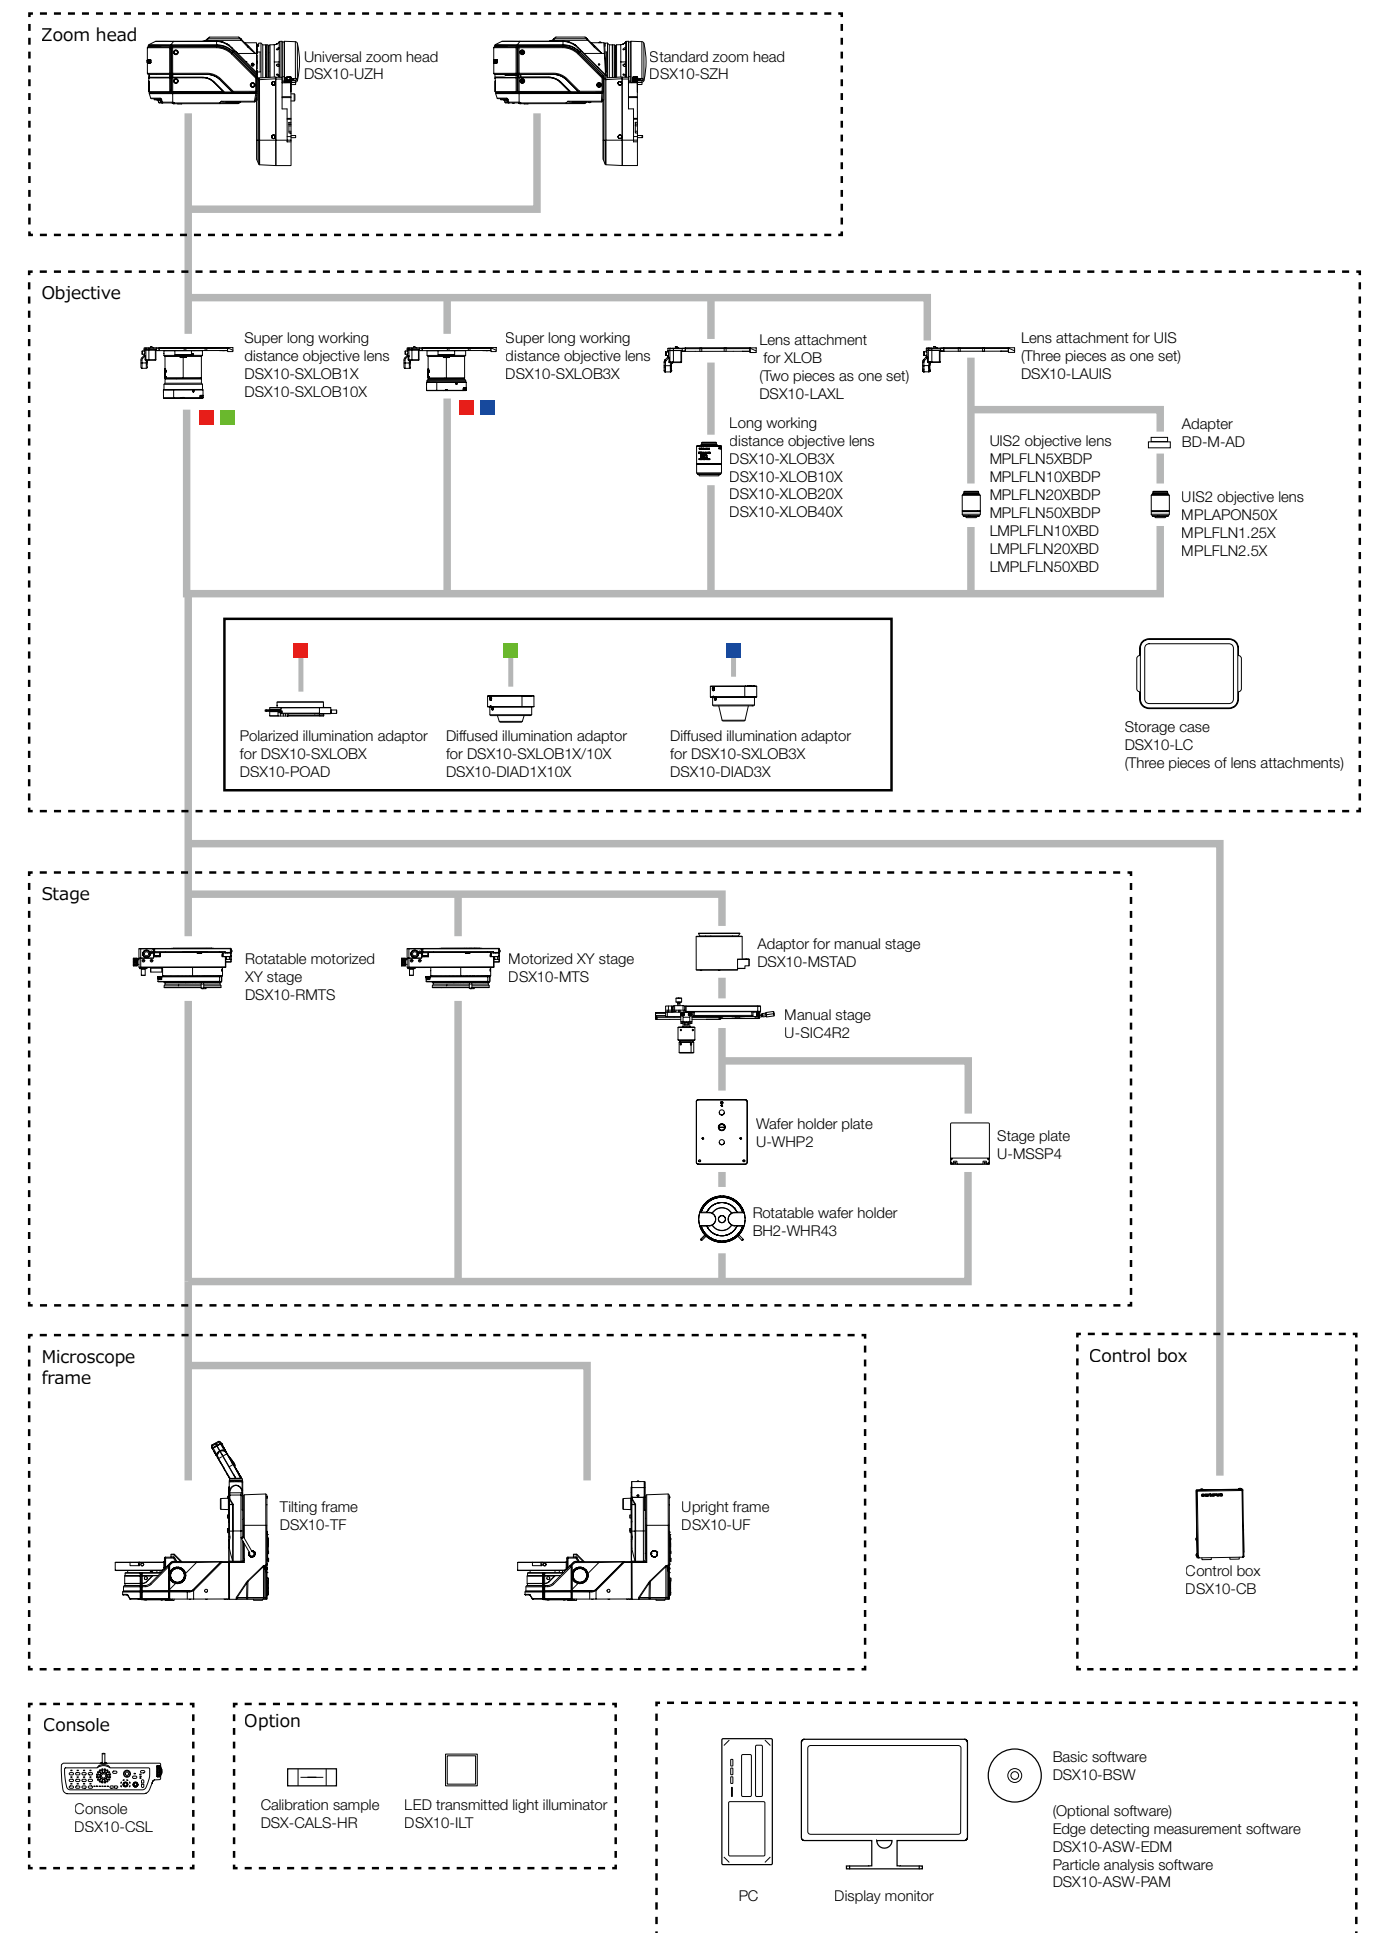 Zoom head
Universal zoom head
DSX10-UZH
Standard zoom head
DSX10-SZH
Objective
Super long working
distance objective lens
DSX10-SXLOB1X
DSX10-SXLOB10X
Super long working
distance objective lens
DSX10-SXLOB3X
Lens attachment
for XLOB
(Two pieces as one set)
DSX10-LAXL
Lens attachment for UIS
(Three pieces as one set)
DSX10-LAUIS
Long working
distance objective lens
DSX10-XLOB3X
DSX10-XLOB10X
DSX10-XLOB20X
DSX10-XLOB40X
UIS2 objective lens
MPLFLN5XBDP
MPLFLN10XBDP
MPLFLN20XBDP
MPLFLN50XBDP
LMPLFLN10XBD
LMPLFLN20XBD
LMPLFLN50XBD
Adapter
BD-M-AD
UIS2 objective lens
MPLAPON50X
MPLFLN1.25X
MPLFLN2.5X
Polarized illumination adaptor
for DSX10-SXLOBX
DSX10-POAD
Diffused illumination adaptor
for DSX10-SXLOB1X/10X
DSX10-DIAD1X10X
Diffused illumination adaptor
for DSX10-SXLOB3X
DSX10-DIAD3X
Storage case
DSX10-LC
(Three pieces of lens attachments)
Stage
Rotatable motorized
XY stage
DSX10-RMTS
Motorized XY stage
DSX10-MTS
Adaptor for manual stage
DSX10-MSTAD
Manual stage
U-SIC4R2
Wafer holder plate
U-WHP2
Stage plate
U-MSSP4
Rotatable wafer holder
BH2-WHR43
Microscope
frame
Tilting frame
DSX10-TF
Upright frame
DSX10-UF
Control box
OLYMPUS
Control box
DSX10-CB
Console
Console
DSX10-CSL
Option
Calibration sample
DSX-CALS-HR
LED transmitted light illuminator
DSX10-ILT
PC
Display monitor
Basic software
DSX10-BSW
(Optional software)
Edge detecting measurement software
DSX10-ASW-EDM
Particle analysis software
DSX10-ASW-PAM